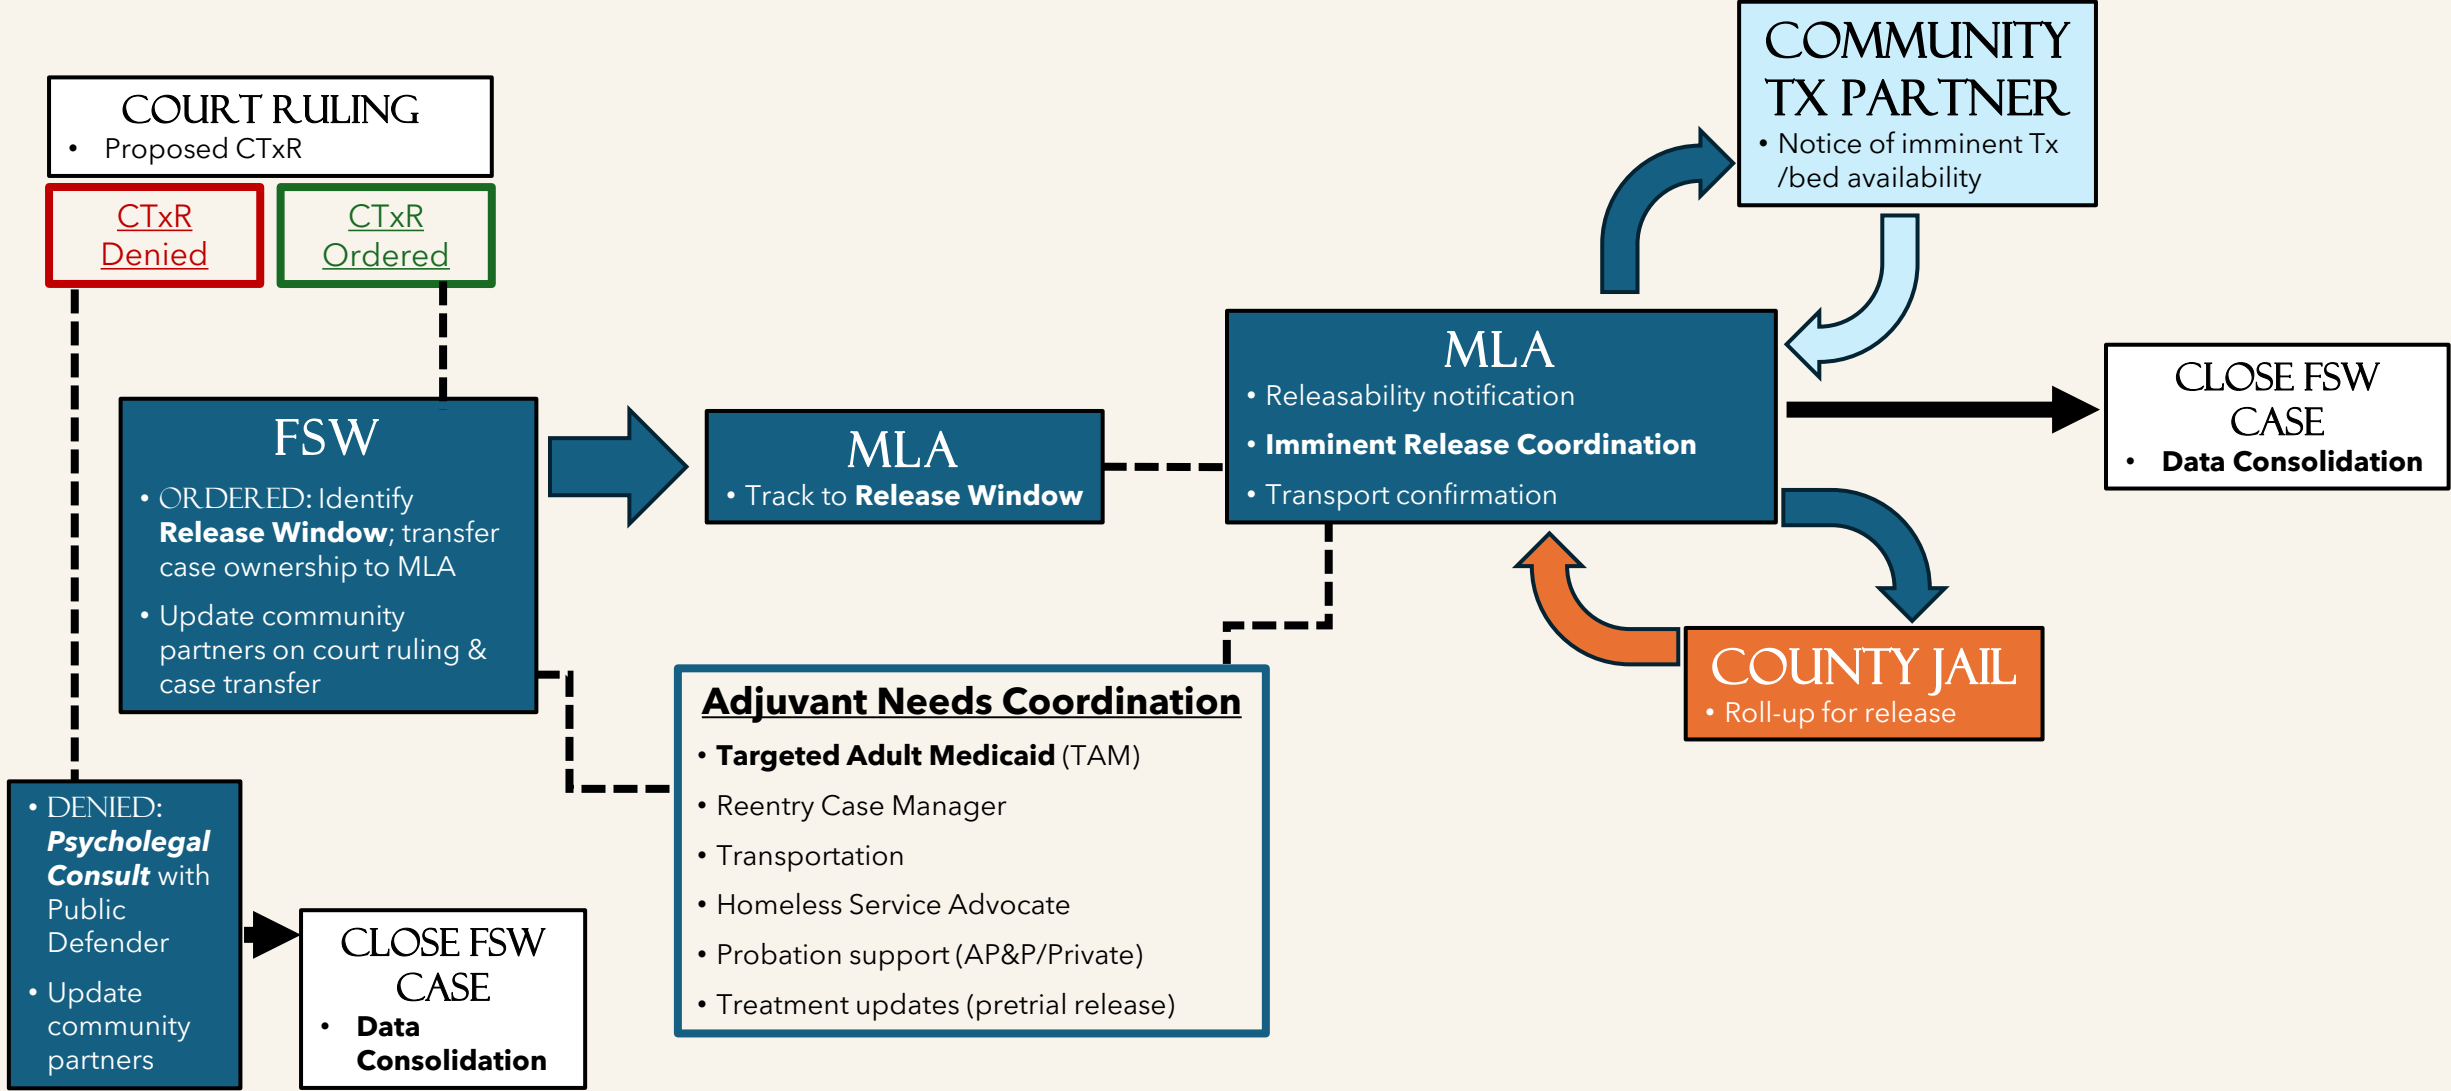 COURT RULING
• Proposed CTxR
CTxR
Denied
CTxR
Ordered
FSW
• ORDERED: Identify
Release Window; transfer
case ownership to MLA
• Update community
partners on court ruling &
case transfer
• DENIED:
Psycholegal
Consult with
Public
Defender
• Update
community
partners
CLOSE FSW
CASE
• Data
Consolidation
MLA
• Track to Release Window
Adjuvant Needs Coordination
• Targeted Adult Medicaid (TAM)
• Reentry Case Manager
• Transportation
• Homeless Service Advocate
• Probation support (AP&P/Private)
• Treatment updates (pretrial release)
MLA
• Releasability notification
• Imminent Release Coordination
• Transport confirmation
COMMUNITY
TX PARTNER
• Notice of imminent Tx
/bed availability
COUNTY JAIL
• Roll-up for release
CLOSE FSW
CASE
• Data Consolidation